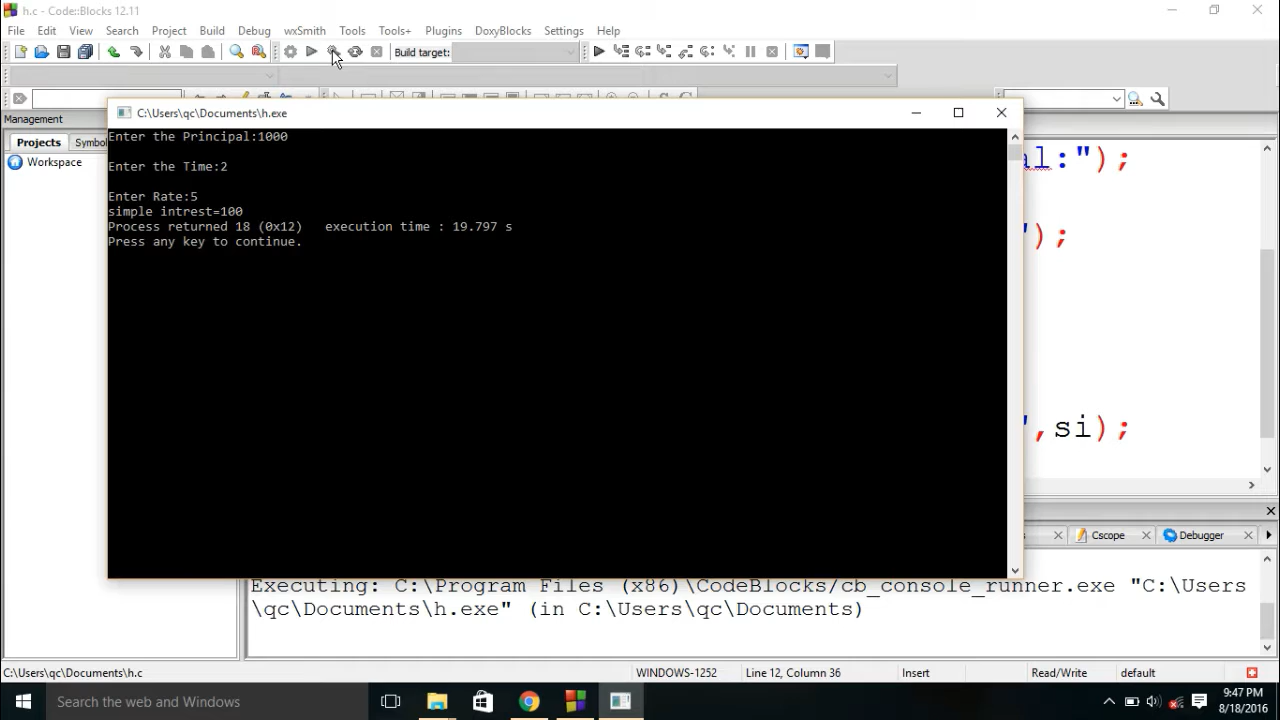 h.c - Code::Blocks 12.11
File Edit View Search Project Build Debug wxSmith Tools Tools+ Plugins DoxyBlocks Settings Help
Build target:
Management
C:\Users\qc\Documents\h.exe
Projects Symbol
Workspace
Enter the Principal:1000
Enter the Time:2
Enter Rate:5
simple intrest=100
Process returned 18 (0x12)   execution time : 19.797 s
Press any key to continue.
al:");
");
",si);
Cscope Debugger
Executing: C:\Program Files (x86)\CodeBlocks/cb_console_runner.exe "C:\Users
\qc\Documents\h.exe" (in C:\Users\qc\Documents)
C:\Users\qc\Documents\h.c WINDOWS-1252 Line 12, Column 36 Insert Read/Write default
Search the web and Windows
9:47 PM
8/18/2016